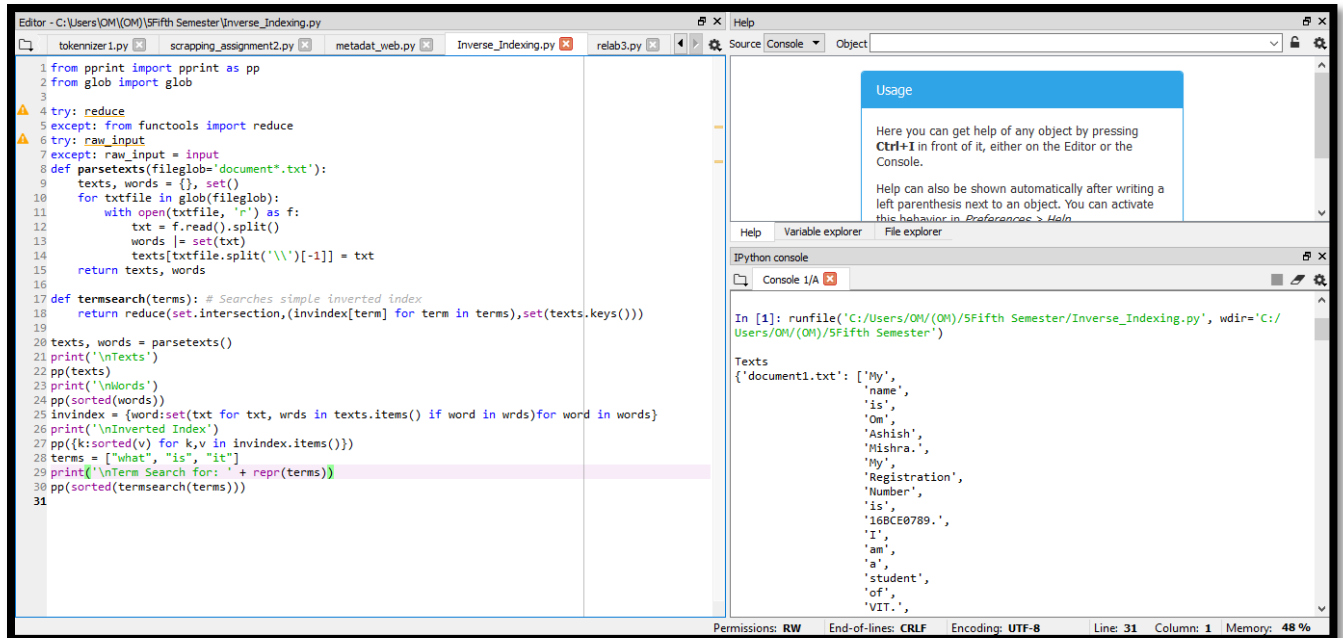 Editor - C:\Users\OM\(OM)\5Fifth Semester\Inverse_Indexing.py
tokennizer1.py scrapping_assignment2.py metadat_web.py Inverse_Indexing.py relab3.py
1 from pprint import pprint as pp
2 from glob import glob
3
4 try: reduce
5 except: from functools import reduce
6 try: raw_input
7 except: raw_input = input
8 def parsetexts(fileglob='document*.txt'):
9     texts, words = {}, set()
10     for txtfile in glob(fileglob):
11         with open(txtfile, 'r') as f:
12             txt = f.read().split()
13             words |= set(txt)
14             texts[txtfile.split('\\')[-1]] = txt
15     return texts, words
16
17 def termsearch(terms): # Searches simple inverted index
18     return reduce(set.intersection,(invindex[term] for term in terms),set(texts.keys()))
19
20 texts, words = parsetexts()
21 print('\nTexts')
22 pp(texts)
23 print('\nWords')
24 pp(sorted(words))
25 invindex = {word:set(txt for txt, wrds in texts.items() if word in wrds)for word in words}
26 print('\nInverted Index')
27 pp({k:sorted(v) for k,v in invindex.items()})
28 terms = ["what", "is", "it"]
29 print('\nTerm Search for: ' + repr(terms))
30 pp(sorted(termsearch(terms)))
31
Help
Source Console Object
Usage
Here you can get help of any object by pressing
Ctrl+I in front of it, either on the Editor or the
Console.
Help can also be shown automatically after writing a
left parenthesis next to an object. You can activate
this behavior in Preferences > Help.
Help Variable explorer File explorer
IPython console
Console 1/A
In [1]: runfile('C:/Users/OM/(OM)/5Fifth Semester/Inverse_Indexing.py', wdir='C:/
Users/OM/(OM)/5Fifth Semester')
Texts
{'document1.txt': ['My',
'name',
'is',
'Om',
'Ashish',
'Mishra.',
'My',
'Registration',
'Number',
'is',
'16BCE0789.',
'I',
'am',
'a',
'student',
'of',
'VIT.',
Permissions: RW End-of-lines: CRLF Encoding: UTF-8 Line: 31 Column: 1 Memory: 48 %